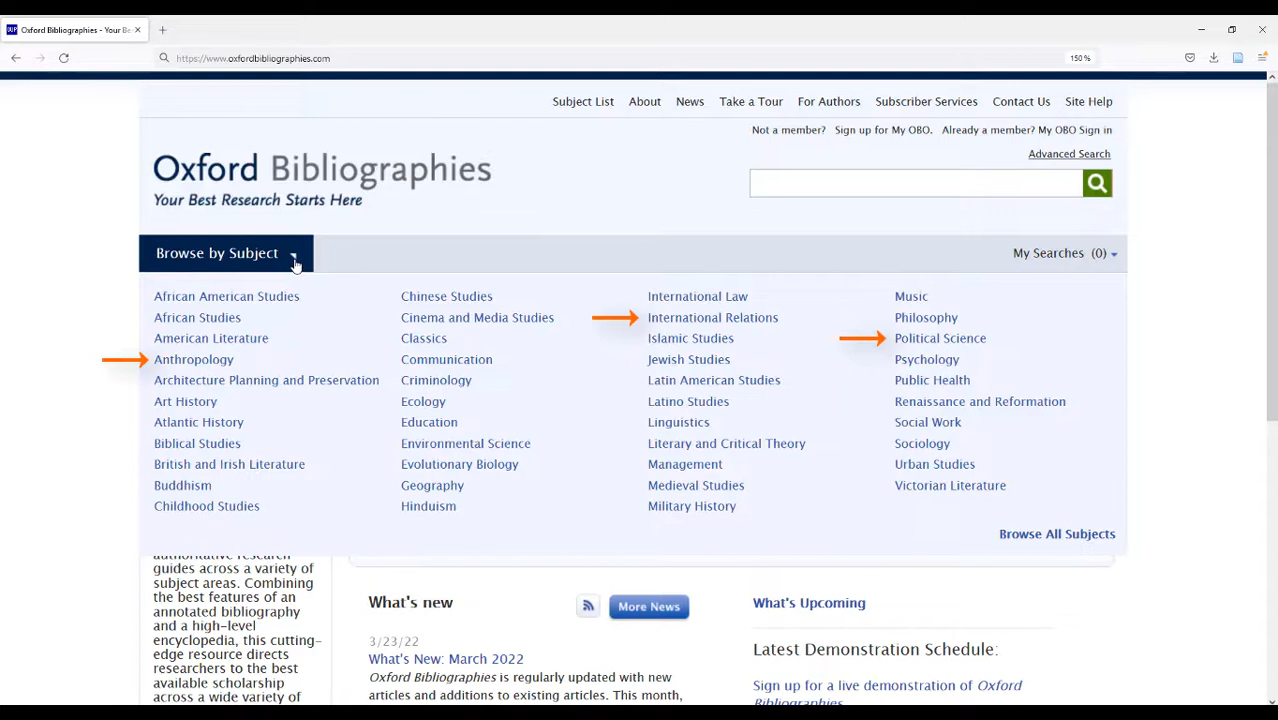 Oxford Bibliographies - Your Be
https://www.oxfordbibliographies.com
150 %
Subject List About News Take a Tour For Authors Subscriber Services Contact Us Site Help
Not a member? Sign up for My OBO. Already a member? My OBO Sign in
Advanced Search
Oxford Bibliographies
Your Best Research Starts Here
Browse by Subject
My Searches (0)
African American Studies
African Studies
American Literature
Anthropology
Architecture Planning and Preservation
Art History
Atlantic History
Biblical Studies
British and Irish Literature
Buddhism
Childhood Studies
Chinese Studies
Cinema and Media Studies
Classics
Communication
Criminology
Ecology
Education
Environmental Science
Evolutionary Biology
Geography
Hinduism
International Law
International Relations
Islamic Studies
Jewish Studies
Latin American Studies
Latino Studies
Linguistics
Literary and Critical Theory
Management
Medieval Studies
Military History
Music
Philosophy
Political Science
Psychology
Public Health
Renaissance and Reformation
Social Work
Sociology
Urban Studies
Victorian Literature
Browse All Subjects
authoritative research
guides across a variety of
subject areas. Combining
the best features of an
annotated bibliography
and a high-level
encyclopedia, this cutting-
edge resource directs
researchers to the best
available scholarship
across a wide variety of
What's new
More News
3/23/22
What's New: March 2022
Oxford Bibliographies is regularly updated with new
articles and additions to existing articles. This month,
What's Upcoming
Latest Demonstration Schedule:
Sign up for a live demonstration of Oxford
Bibliographies